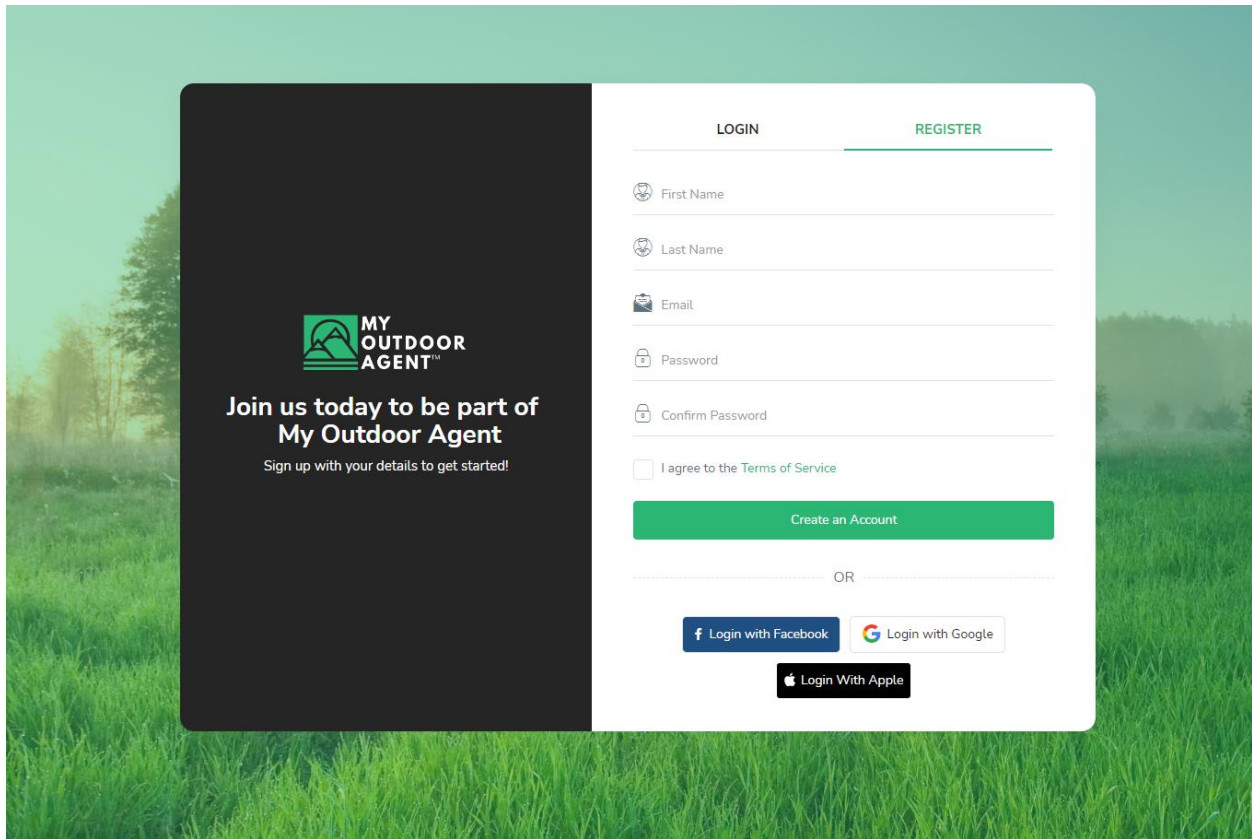 MY
OUTDOOR
AGENT™
Join us today to be part of
My Outdoor Agent
Sign up with your details to get started!
LOGIN
REGISTER
First Name
Last Name
Email
Password
Confirm Password
I agree to the Terms of Service
Create an Account
OR
Login with Facebook
Login with Google
Login With Apple